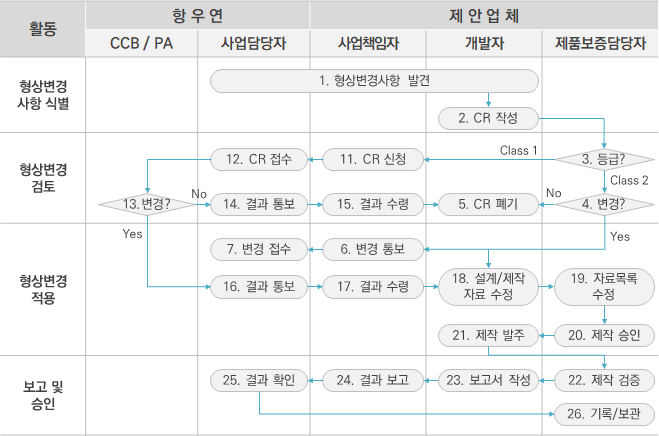 활동
항 우 연
제 안 업 체
CCB / PA
사업담당자
사업책임자
개발자
제품보증담당자
형상변경
사항 식별
1. 형상변경사항 발견
2. CR 작성
형상변경
검토
12. CR 접수
11. CR 신청
Class 1
3. 등급?
Class 2
13. 변경?
No
14. 결과 통보
15. 결과 수령
5. CR 폐기
No
4. 변경?
Yes
Yes
형상변경
적용
7. 변경 접수
6. 변경 통보
16. 결과 통보
17. 결과 수령
18. 설계/제작
자료 수정
19. 자료목록
수정
21. 제작 발주
20. 제작 승인
보고 및
승인
25. 결과 확인
24. 결과 보고
23. 보고서 작성
22. 제작 검증
26. 기록/보관